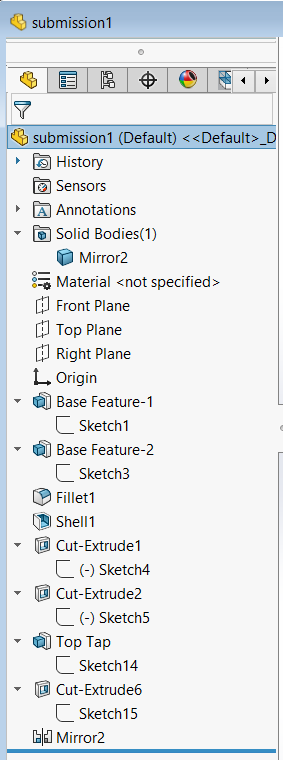 submission1
submission1 (Default) <<Default>_D
History
Sensors
Annotations
Solid Bodies(1)
Mirror2
Material <not specified>
Front Plane
Top Plane
Right Plane
Origin
Base Feature-1
Sketch1
Base Feature-2
Sketch3
Fillet1
Shell1
Cut-Extrude1
(-) Sketch4
Cut-Extrude2
(-) Sketch5
Top Tap
Sketch14
Cut-Extrude6
Sketch15
Mirror2